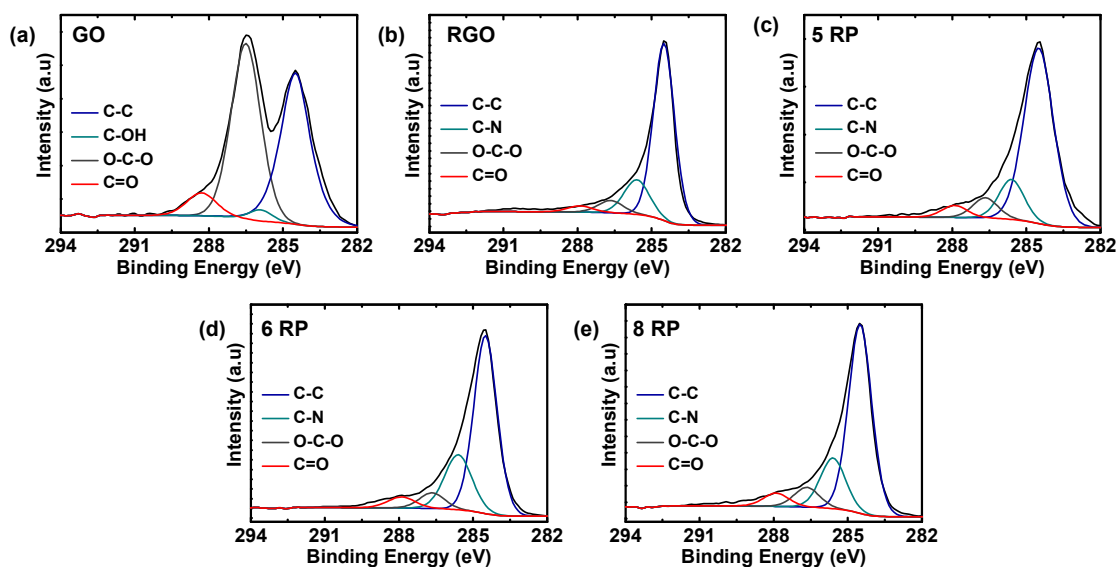 (a) GO
Intensity (a.u)
C-C
C-OH
O-C-O
C=O
294 291 288 285 282
Binding Energy (eV)
(b) RGO
Intensity (a.u)
C-C
C-N
O-C-O
C=O
294 291 288 285 282
Binding Energy (eV)
(c) 5 RP
Intensity (a.u)
C-C
C-N
O-C-O
C=O
294 291 288 285 282
Binding Energy (eV)
(d) 6 RP
Intensity (a.u)
C-C
C-N
O-C-O
C=O
294 291 288 285 282
Binding Energy (eV)
(e) 8 RP
Intensity (a.u)
C-C
C-N
O-C-O
C=O
294 291 288 285 282
Binding Energy (eV)